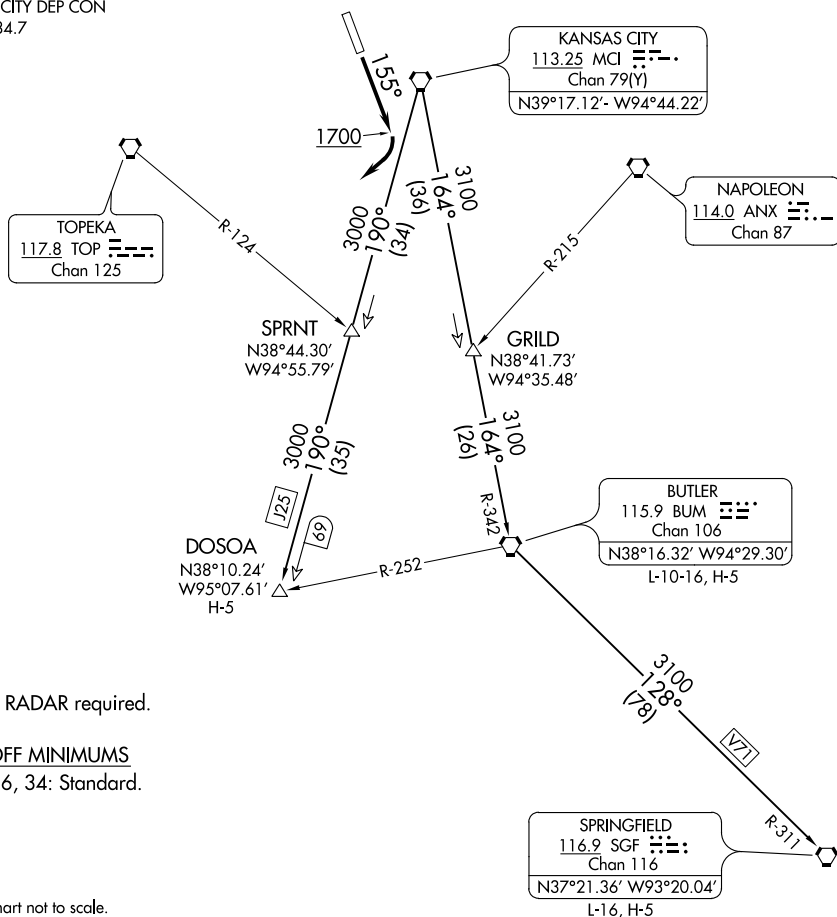 CITY DEP CON
34.7
155°
1700
KANSAS CITY
113.25 MCI
Chan 79(Y)
N39°17.12'- W94°44.22'
TOPEKA
117.8 TOP
Chan 125
R-124
3000
190°
(34)
3100
164°
(36)
NAPOLEON
114.0 ANX
Chan 87
R-215
SPRNT
N38°44.30'
W94°55.79'
GRILD
N38°41.73'
W94°35.48'
3000
190°
(35)
3100
164°
(26)
J25
69
R-342
BUTLER
115.9 BUM
Chan 106
N38°16.32' W94°29.30'
L-10-16, H-5
DOSOA
N38°10.24'
W95°07.61'
H-5
R-252
3100
128°
(78)
V71
R-311
RADAR required.
OFF MINIMUMS
6, 34: Standard.
SPRINGFIELD
116.9 SGF
Chan 116
N37°21.36' W93°20.04'
L-16, H-5
hart not to scale.